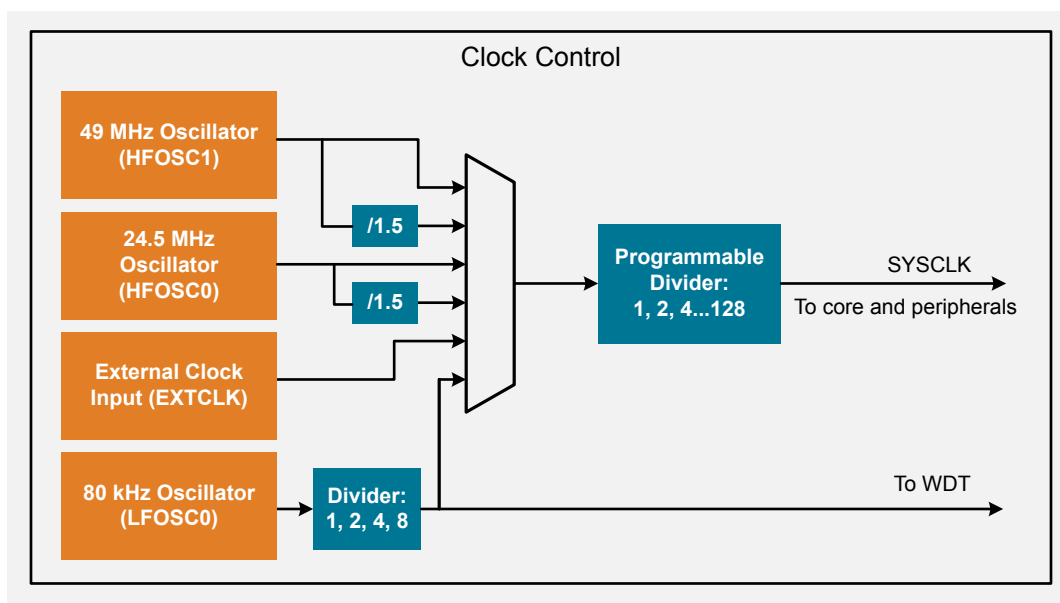 Clock Control
49 MHz Oscillator
(HFOSC1)
/1.5
24.5 MHz
Oscillator
(HFOSC0)
/1.5
External Clock
Input (EXTCLK)
80 kHz Oscillator
(LFOSC0)
Divider:
1, 2, 4, 8
Programmable
Divider:
1, 2, 4...128
SYSCLK
To core and peripherals
To WDT